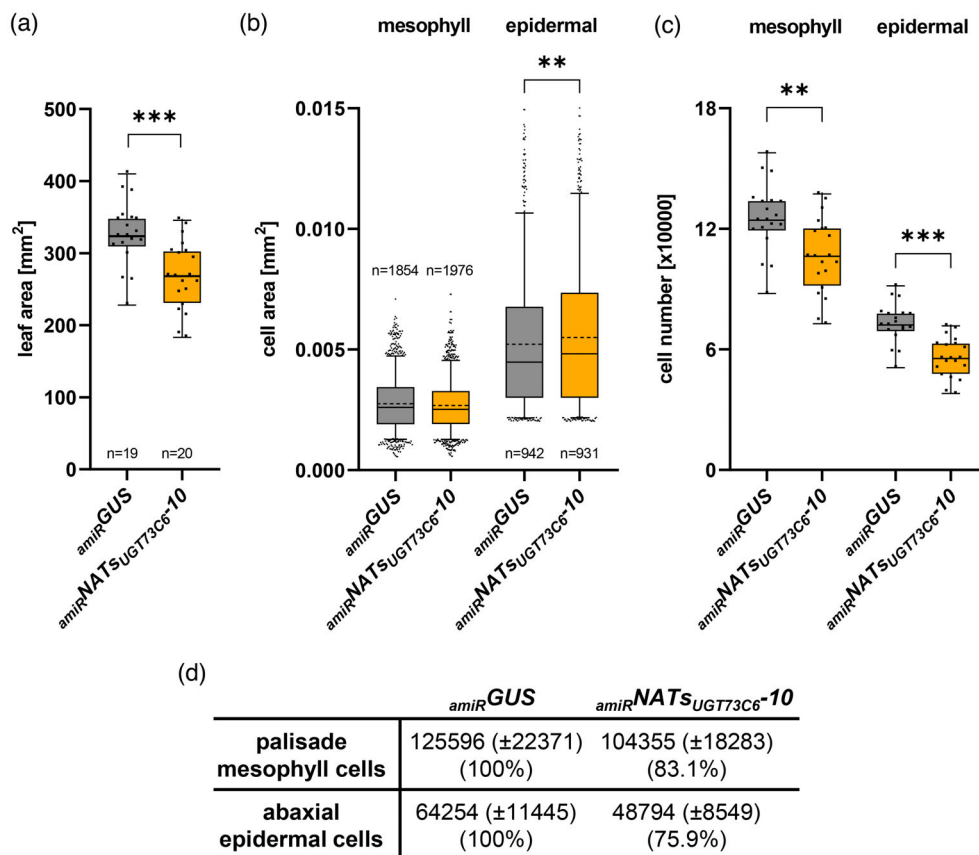 (a)
(b)
mesophyll epidermal
(c)
mesophyll epidermal
leaf area [mm²]
500
400
300
200
100
0
***
n=19 n=20
amiRGUS
amiRNATsUGT73C6-10
cell area [mm²]
0.015
0.010
0.005
0.000
**
n=1854 n=1976
n=942 n=931
amiRGUS
amiRNATsUGT73C6-10
amiRGUS
amiRNATsUGT73C6-10
cell number [x10000]
18
12
6
0
**
***
amiRGUS
amiRNATsUGT73C6-10
amiRGUS
amiRNATsUGT73C6-10
(d)
amiRGUS amiRNATsUGT73C6-10
palisade mesophyll cells
125596 (±22371) 104355 (±18283)
(100%) (83.1%)
abaxial epidermal cells
64254 (±11445) 48794 (±8549)
(100%) (75.9%)